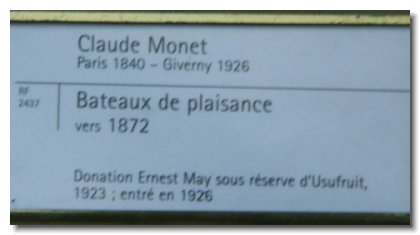 Claude Monet
Paris 1840 – Giverny 1926
RF
2437
Bateaux de plaisance
vers 1872
Donation Ernest May sous réserve d'Usufruit,
1923 ; entré en 1926